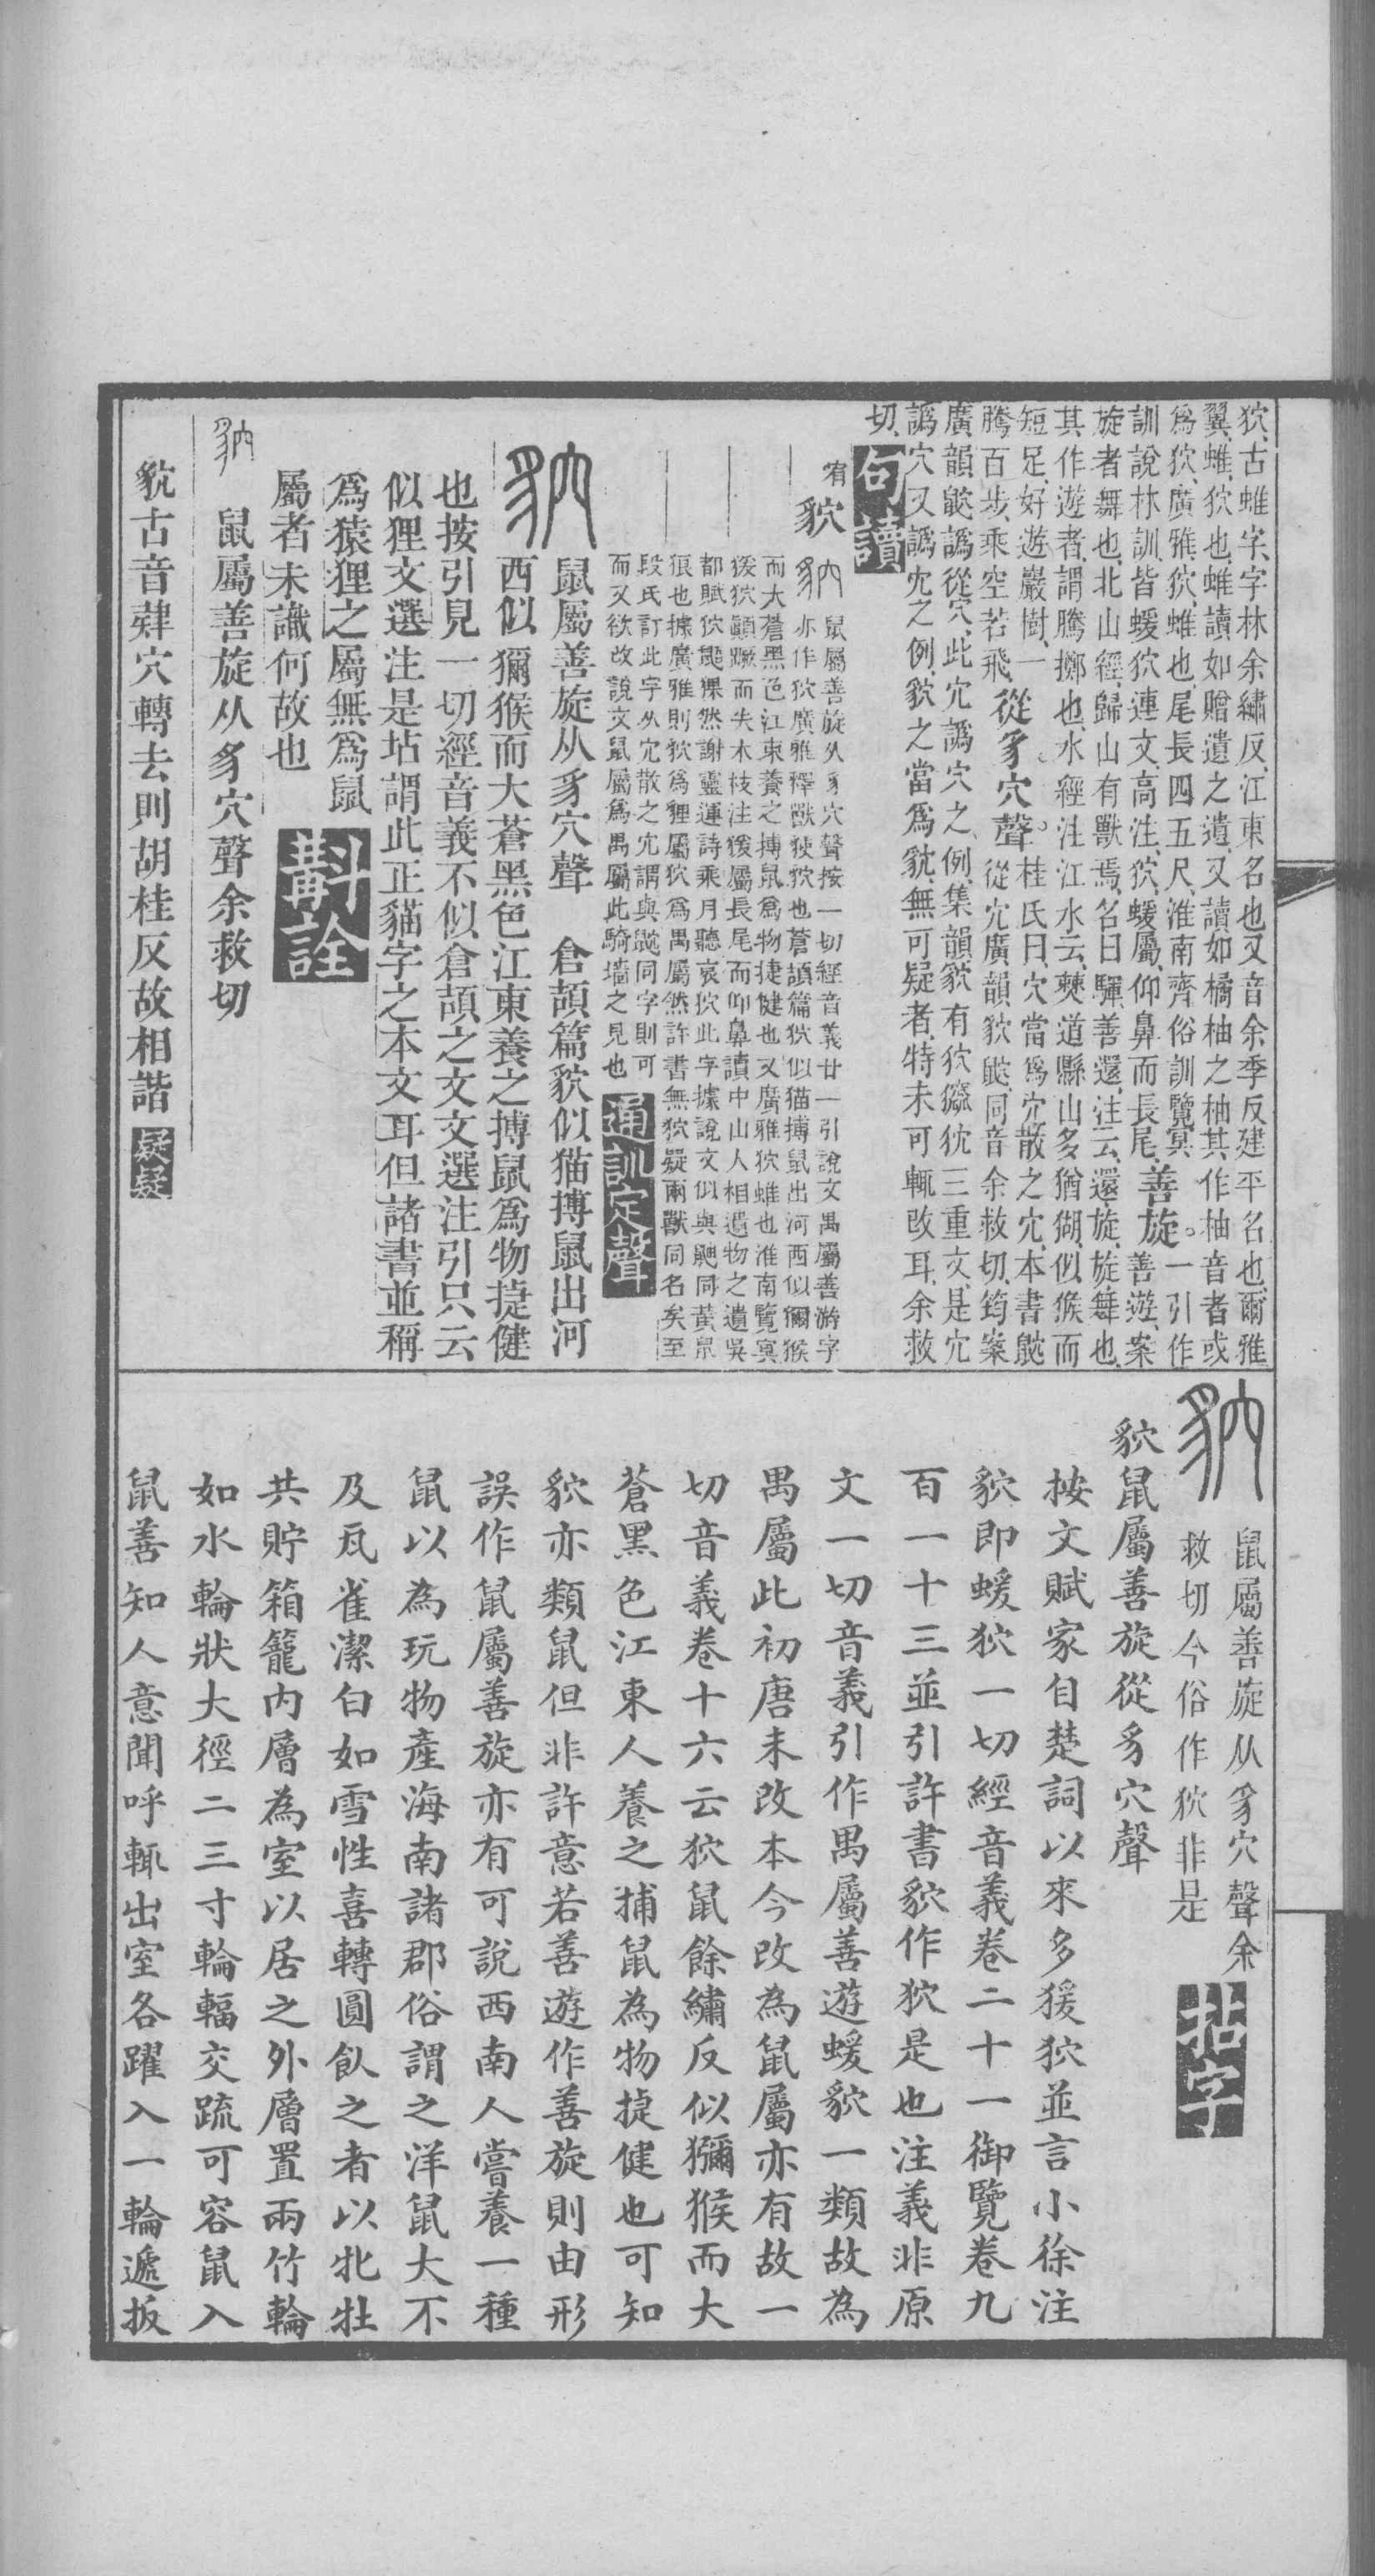 狖、古蜼字、字林余繡反、江東名也、又音余季反、建平名也、爾雅
翼、蜼、狖也、蜼讀如贈遺之遺、又讀如橘柚之柚、其作柚音者或
爲狖、廣雅、狖、蜼也、尾長四五尺、淮南齊俗訓覽冥
訓說林訓、皆蝯狖連文、高注、狖、蝯屬、仰鼻而長尾、善旋。一引作善遊、案
旋者舞也、北山經、歸山有獸焉、名曰驒、善還、注云、還旋、旋舞也、
其作遊者、謂騰擲也、水經注江水云、僰道縣山多猶猢、似猴而
短足、好遊巖樹、一
騰百步、乘空若飛、從豸穴聲。桂氏曰、穴當爲宂散之宂、本書䶆
從宂、廣韻狖䶆同音余救切、筠案
廣韻䶆譌從穴、此宂譌穴之例、集韻貁有狖貁㹨三重文、是宂
譌穴又譌尤之例、貁之當爲貁、無可疑者、特未可輒改耳、余救
切、句讀
宥
貁
鼠屬善旋从豸穴聲按一切經音義廿一引說文禺屬善游字
亦作狖廣雅釋獸狖狖也蒼頡篇狖似猫搏鼠出河西似獼猴
而大蒼黑色江東養之搏鼠爲物捷健也又廣雅狖蜼也淮南覽冥
猨狖顛蹶而失木枝注猨屬長尾而仰鼻讀中山人相遺物之遺吳
都賦狖鼯猓然謝靈運詩乘月聽哀狖此字據說文似與鼬同黃鼠
狼也據廣雅則狖爲貍屬狖爲禺屬然許書無狖疑兩獸同名矣至
段氏訂此字从宂散之宂謂與䶆同字則可
而又欲改說文鼠屬爲禺屬此騎墻之見也
通訓定聲
鼠屬善旋从豸穴聲 倉頡篇貁似猫搏鼠出河
西似獼猴而大蒼黑色江東養之搏鼠爲物捷健
也按引見一切經音義不似倉頡之文文選注引只云
似狸文選注是坫謂此正貓字之本文耳但諸書並稱
爲猿狸之屬無爲鼠
屬者未識何故也
斠詮
鼠屬善旋从豸穴聲余救切
貁古音肄穴轉去則胡桂反故相諧 疑疑
鼠屬善旋从豸穴聲余
救切今俗作狖非是
拈字
貁鼠屬善旋從豸穴聲
按文賦家自楚詞以來多猨狖並言小徐注
貁即蝯狖一切經音義卷二十一御覽卷九
百一十三並引許書貁作狖是也注義非原
文一切音義引作禺屬善遊蝯貁一類故為
禺屬此初唐未改本今改為鼠屬亦有故一
切音義卷十六云狖鼠餘繡反似獼猴而大
蒼黑色江東人養之捕鼠為物捷健也可知
貁亦類鼠但非許意若善遊作善旋則由形
誤作鼠屬善旋亦有可說西南人嘗養一種
鼠以為玩物產海南諸郡俗謂之洋鼠大不
及瓦雀潔白如雪性喜轉圓飤之者以牝牡
共貯箱籠內層為室以居之外層置兩竹輪
如水輪狀大徑二三寸輪輻交疏可容鼠入
鼠善知人意聞呼輒出室各躍入一輪遞扳